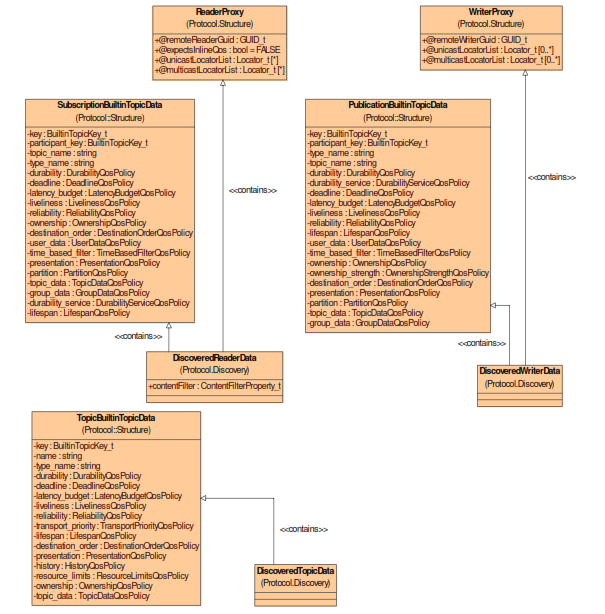 ReaderProxy
(Protocol.Structure)
+@remoteReaderGuid : GUID_t
+@expectsInlineQos : bool = FALSE
+@unicastLocatorList : Locator_t [*]
+@multicastLocatorList : Locator_t [*]
WriterProxy
(Protocol.Structure)
+@remoteWriterGuid : GUID_t
+@unicastLocatorList : Locator_t [0..*]
+@multicastLocatorList : Locator_t [0..*]
SubscriptionBuiltinTopicData
(Protocol::Structure)
-key : BuiltinTopicKey_t
-participant_key : BuiltinTopicKey_t
-topic_name : string
-type_name : string
-durability : DurabilityQosPolicy
-deadline : DeadlineQosPolicy
-latency_budget : LatencyBudgetQosPolicy
-liveliness : LivelinessQosPolicy
-reliability : ReliabilityQosPolicy
-ownership : OwnershipQosPolicy
-destination_order : DestinationOrderQosPolicy
-user_data : UserDataQosPolicy
-time_based_filter : TimeBasedFilterQosPolicy
-presentation : PresentationQosPolicy
-partition : PartitionQosPolicy
-topic_data : TopicDataQosPolicy
-group_data : GroupDataQosPolicy
-durability_service : DurabilityServiceQosPolicy
-lifespan : LifespanQosPolicy
<<contains>>
PublicationBuiltinTopicData
(Protocol::Structure)
-key : BuiltinTopicKey_t
-participant_key : BuiltinTopicKey_t
-type_name : string
-topic_name : string
-durability : DurabilityQosPolicy
-durability_service : DurabilityServiceQosPolicy
-deadline : DeadlineQosPolicy
-latency_budget : LatencyBudgetQosPolicy
-liveliness : LivelinessQosPolicy
-reliability : ReliabilityQosPolicy
-lifespan : LifespanQosPolicy
-user_data : UserDataQosPolicy
-ownership : OwnershipQosPolicy
-ownership_strength : OwnershipStrengthQosPolicy
-destination_order : DestinationOrderQosPolicy
-presentation : PresentationQosPolicy
-partition : PartitionQosPolicy
-topic_data : TopicDataQosPolicy
-group_data : GroupDataQosPolicy
<<contains>>
<<contains>>
<<contains>>
DiscoveredReaderData
(Protocol.Discovery)
+contentFilter : ContentFilterProperty_t
DiscoveredWriterData
(Protocol.Discovery)
TopicBuiltinTopicData
(Protocol::Structure)
-key : BuiltinTopicKey_t
-name : string
-type_name : string
-durability : DurabilityQosPolicy
-deadline : DeadlineQosPolicy
-latency_budget : LatencyBudgetQosPolicy
-liveliness : LivelinessQosPolicy
-reliability : ReliabilityQosPolicy
-transport_priority : TransportPriorityQosPolicy
-lifespan : LifespanQosPolicy
-destination_order : DestinationOrderQosPolicy
-presentation : PresentationQosPolicy
-history : HistoryQosPolicy
-resource_limits : ResourceLimitsQosPolicy
-ownership : OwnershipQosPolicy
-topic_data : TopicDataQosPolicy
<<contains>>
DiscoveredTopicData
(Protocol.Discovery)